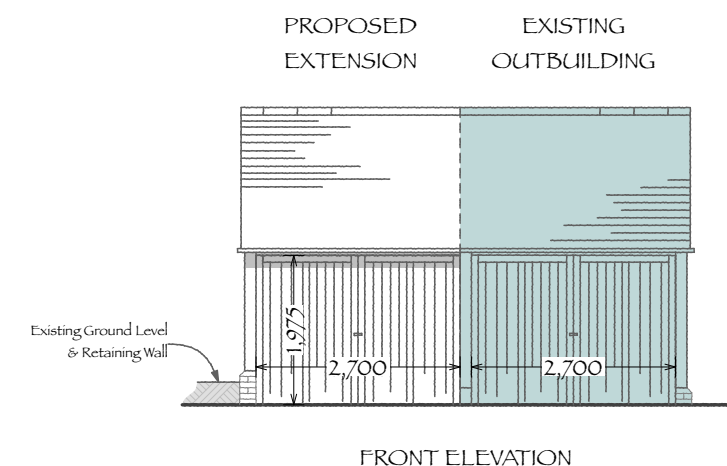 PROPOSED
EXTENSION
EXISTING
OUTBUILDING
1,975
Existing Ground Level
& Retaining Wall
2,700
2,700
FRONT ELEVATION